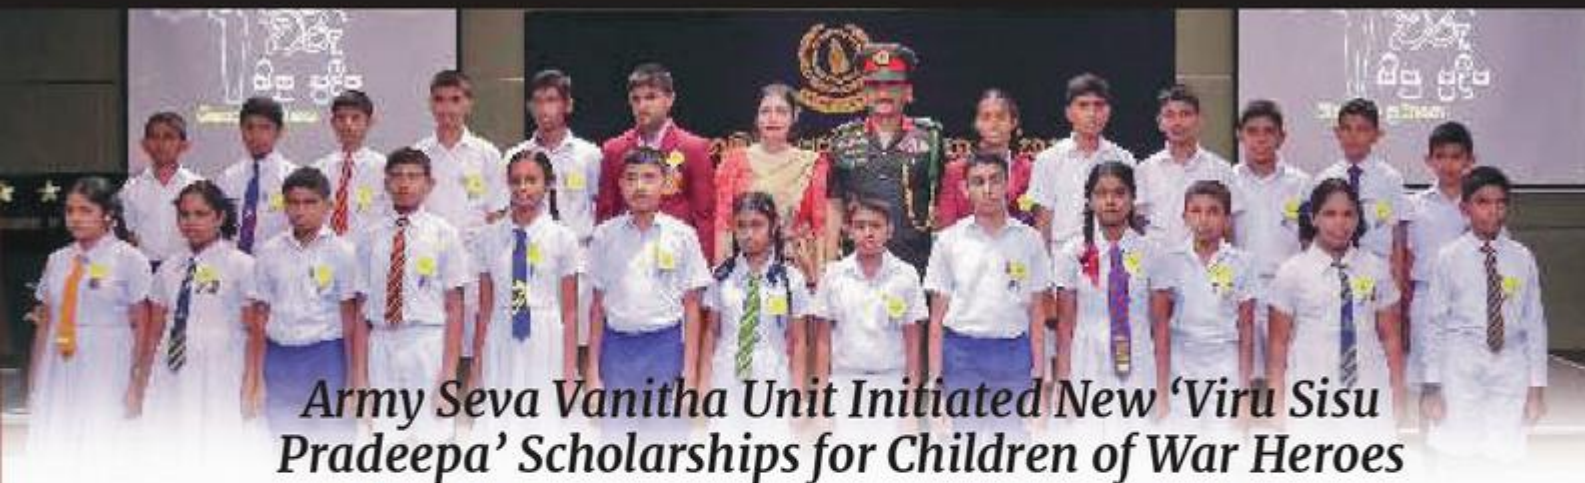 Army Seva Vanitha Unit Initiated New ‘Viru Sisu
Pradeepa’ Scholarships for Children of War Heroes